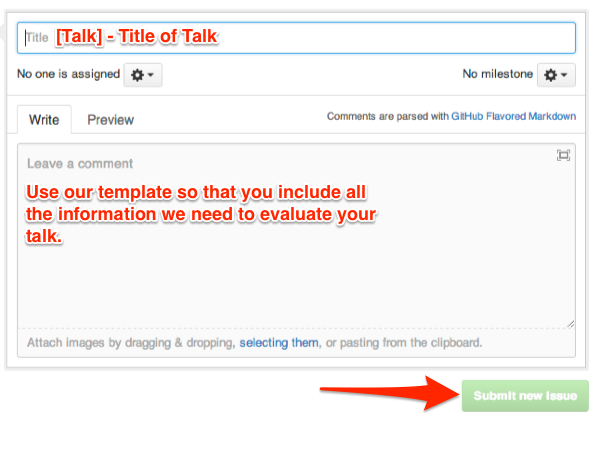 Title [Talk] - Title of Talk
No one is assigned No milestone
Write Preview Comments are parsed with GitHub Flavored Markdown
Leave a comment
Use our template so that you include all
the information we need to evaluate your
talk.
Attach images by dragging & dropping, selecting them, or pasting from the clipboard.
Submit new issue